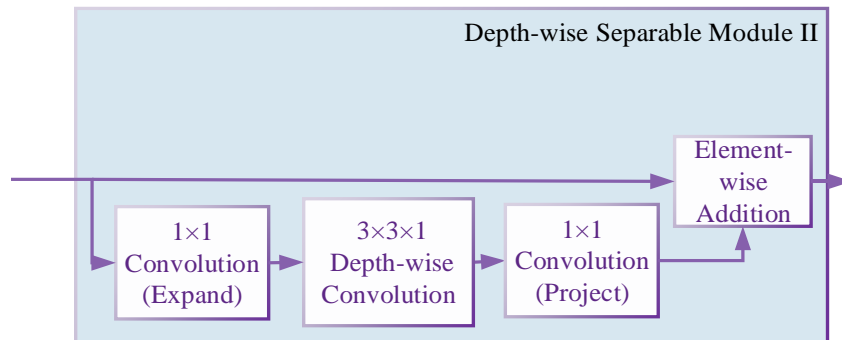 Depth-wise Separable Module II
Element-
wise
Addition
1×1
Convolution
(Expand)
3×3×1
Depth-wise
Convolution
1×1
Convolution
(Project)